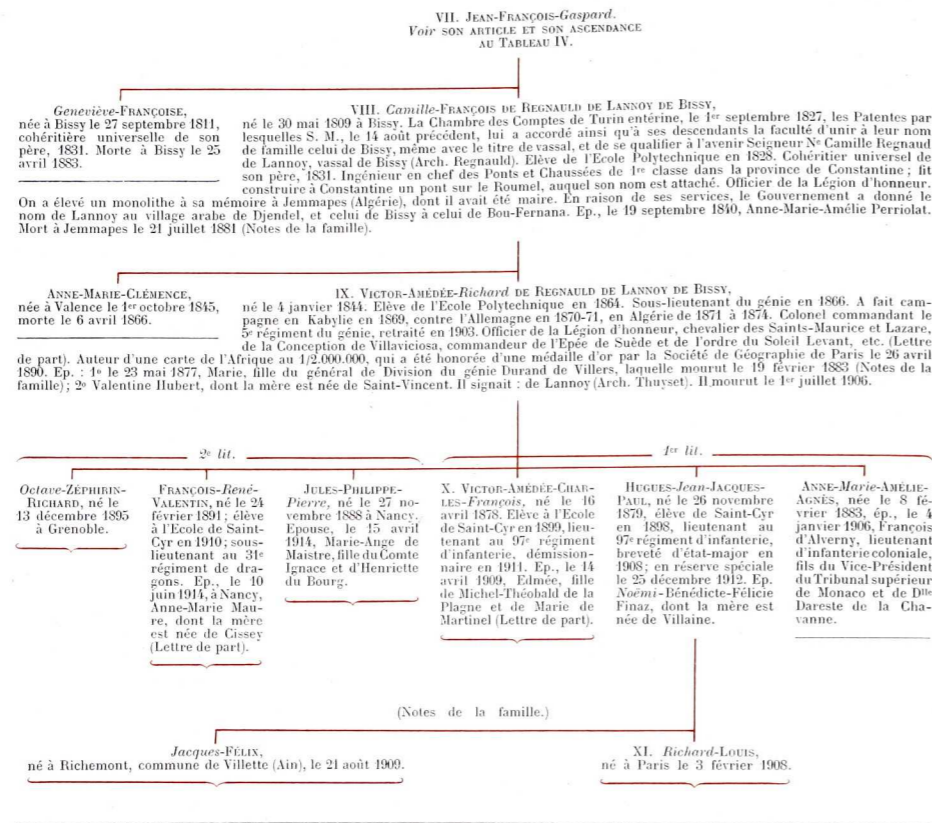 VII. JEAN-FRANÇOIS-Gaspard.
Voir SON ARTICLE ET SON ASCENDANCE
AU TABLEAU IV.
Geneviève-FRANÇOISE,
née à Bissy le 27 septembre 1811,
cohéritière universelle de son
père, 1831. Morte à Bissy le 25
avril 1883.
VIII. Camille-FRANÇOIS DE REGNAULD DE LANNOY DE BISSY,
né le 30 mai 1809 à Bissy. La Chambre des Comptes de Turin entérine, le 1er septembre 1827, les Patentes par
lesquelles S. M., le 14 août précédent, lui a accordé ainsi qu'à ses descendants la faculté d'unir à leur nom
de famille celui de Bissy, même avec le titre de vassal, et de se qualifier à l'avenir Seigneur Ne Camille Regnaud
de Lannoy, vassal de Bissy (Arch. Regnauld). Elève de l'Ecole Polytechnique en 1828. Cohéritier universel de
son père, 1831. Ingénieur en chef des Ponts et Chaussées de 1re classe dans la province de Constantine ; fit
construire à Constantine un pont sur le Roumel, auquel son nom est attaché. Officier de la Légion d'honneur.
On a élevé un monolithe à sa mémoire à Jemmapes (Algérie), dont il avait été maire. En raison de ses services, le Gouvernement a donné le
nom de Lannoy au village arabe de Djendel, et celui de Bissy à celui de Bou-Fernana. Ep., le 19 septembre 1840, Anne-Marie-Amélie Perriolat.
Mort à Jemmapes le 21 juillet 1881 (Notes de la famille).
ANNE-MARIE-CLÉMENCE,
née à Valence le 1er octobre 1845,
morte le 6 avril 1866.
IX. VICTOR-AMÉDÉE-Richard DE REGNAULD DE LANNOY DE BISSY,
né le 4 janvier 1844. Elève de l'Ecole Polytechnique en 1864. Sous-lieutenant du génie en 1866. A fait cam-
pagne en Kabylie en 1869, contre l'Allemagne en 1870-71, en Algérie de 1871 à 1874. Colonel commandant le
5e régiment du génie, retraité en 1903. Officier de la Légion d'honneur, chevalier des Saints-Maurice et Lazare,
de la Conception de Villaviciosa, commandeur de l'Epée de Suède et de l'ordre du Soleil Levant, etc. (Lettre
de part). Auteur d'une carte de l'Afrique au 1/2.000.000, qui a été honorée d'une médaille d'or par la Société de Géographie de Paris le 26 avril
1890. Ep. : 1o le 23 mai 1877, Marie, fille du général de Division du génie Durand de Villers, laquelle mourut le 19 février 1883 (Notes de la
famille) ; 2o Valentine Hubert, dont la mère est née de Saint-Vincent. Il signait : de Lannoy (Arch. Thuyset). Il mourut le 1er juillet 1906.
2e lit.
1er lit.
Octave-ZÉPHIRIN-
RICHARD, né le
13 décembre 1895
à Grenoble.
FRANÇOIS-René-
VALENTIN, né le 24
février 1891 ; élève
à l'Ecole de Saint-
Cyr en 1910 ; sous-
lieutenant au 31e
régiment de dra-
gons. Ep., le 10
juin 1914, à Nancy,
Anne-Marie Mau-
re, dont la mère
est née de Cissey
(Lettre de part).
JULES-PHILIPPE-
Pierre, né le 27 no-
vembre 1888 à Nancy.
Epouse, le 15 avril
1914, Marie-Ange de
Maistre, fille du Comte
Ignace et d'Henriette
du Bourg.
X. VICTOR-AMÉDÉE-CHAR-
LES-François, né le 16
avril 1878. Elève à l'Ecole
de Saint-Cyr en 1899, lieu-
tenant au 97e régiment
d'infanterie, démission-
naire en 1911. Ep., le 14
avril 1909, Edmée, fille
de Michel-Théobald de la
Plagne et de Marie de
Martinel (Lettre de part).
HUGUES-Jean-JACQUES-
PAUL, né le 26 novembre
1879, élève de Saint-Cyr
en 1898, lieutenant au
97e régiment d'infanterie,
breveté d'état-major en
1908 ; en réserve spéciale
le 25 décembre 1912. Ep.
Noëmi-Bénédicte-Félicie
Finaz, dont la mère est
née de Villaine.
ANNE-Marie-AMÉLIE-
AGNÈS, née le 8 fé-
vrier 1883, ép., le 4
janvier 1906, François
d'Alverny, lieutenant
d'infanterie coloniale,
fils du Vice-Président
du Tribunal supérieur
de Monaco et de Dlle
Dareste de la Cha-
vanne.
(Notes de la famille.)
Jacques-FÉLIX,
né à Richemont, commune de Villette (Ain), le 21 août 1909.
XI. Richard-LOUIS,
né à Paris le 3 février 1908.